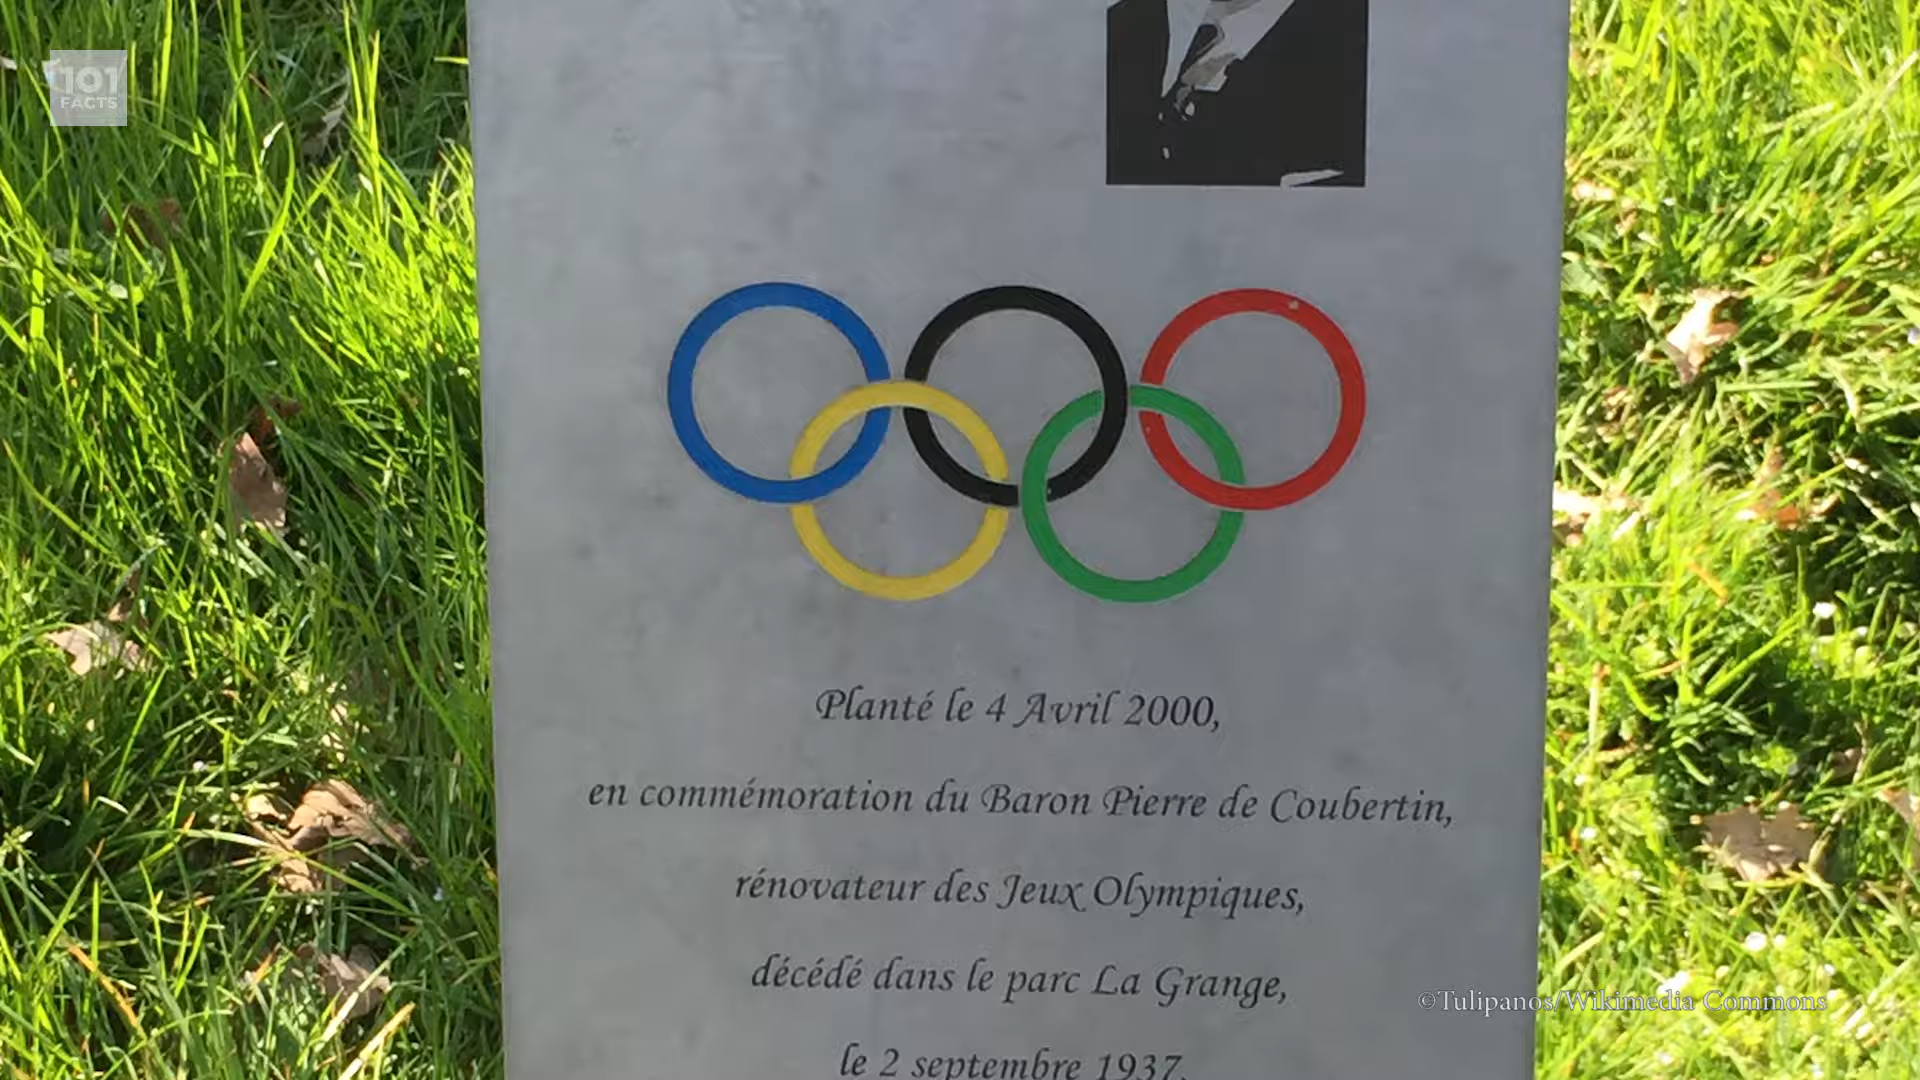 101
FACTS
Planté le 4 Avril 2000,
en commémoration du Baron Pierre de Coubertin,
rénovateur des Jeux Olympiques,
décédé dans le parc La Grange,
le 2 septembre 1937.
©Tulipanos/Wikimedia Commons